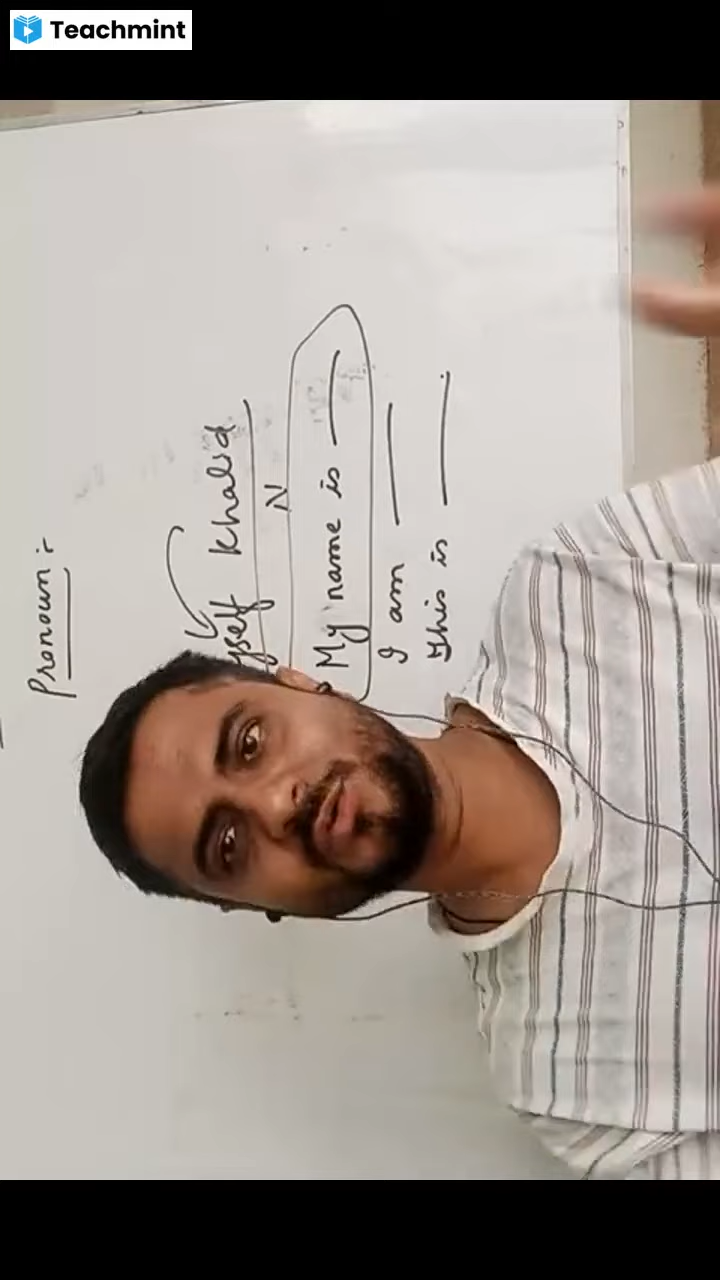 Teachmint
Pronoun :-
yself Khalid
N
My name is
I am
This is